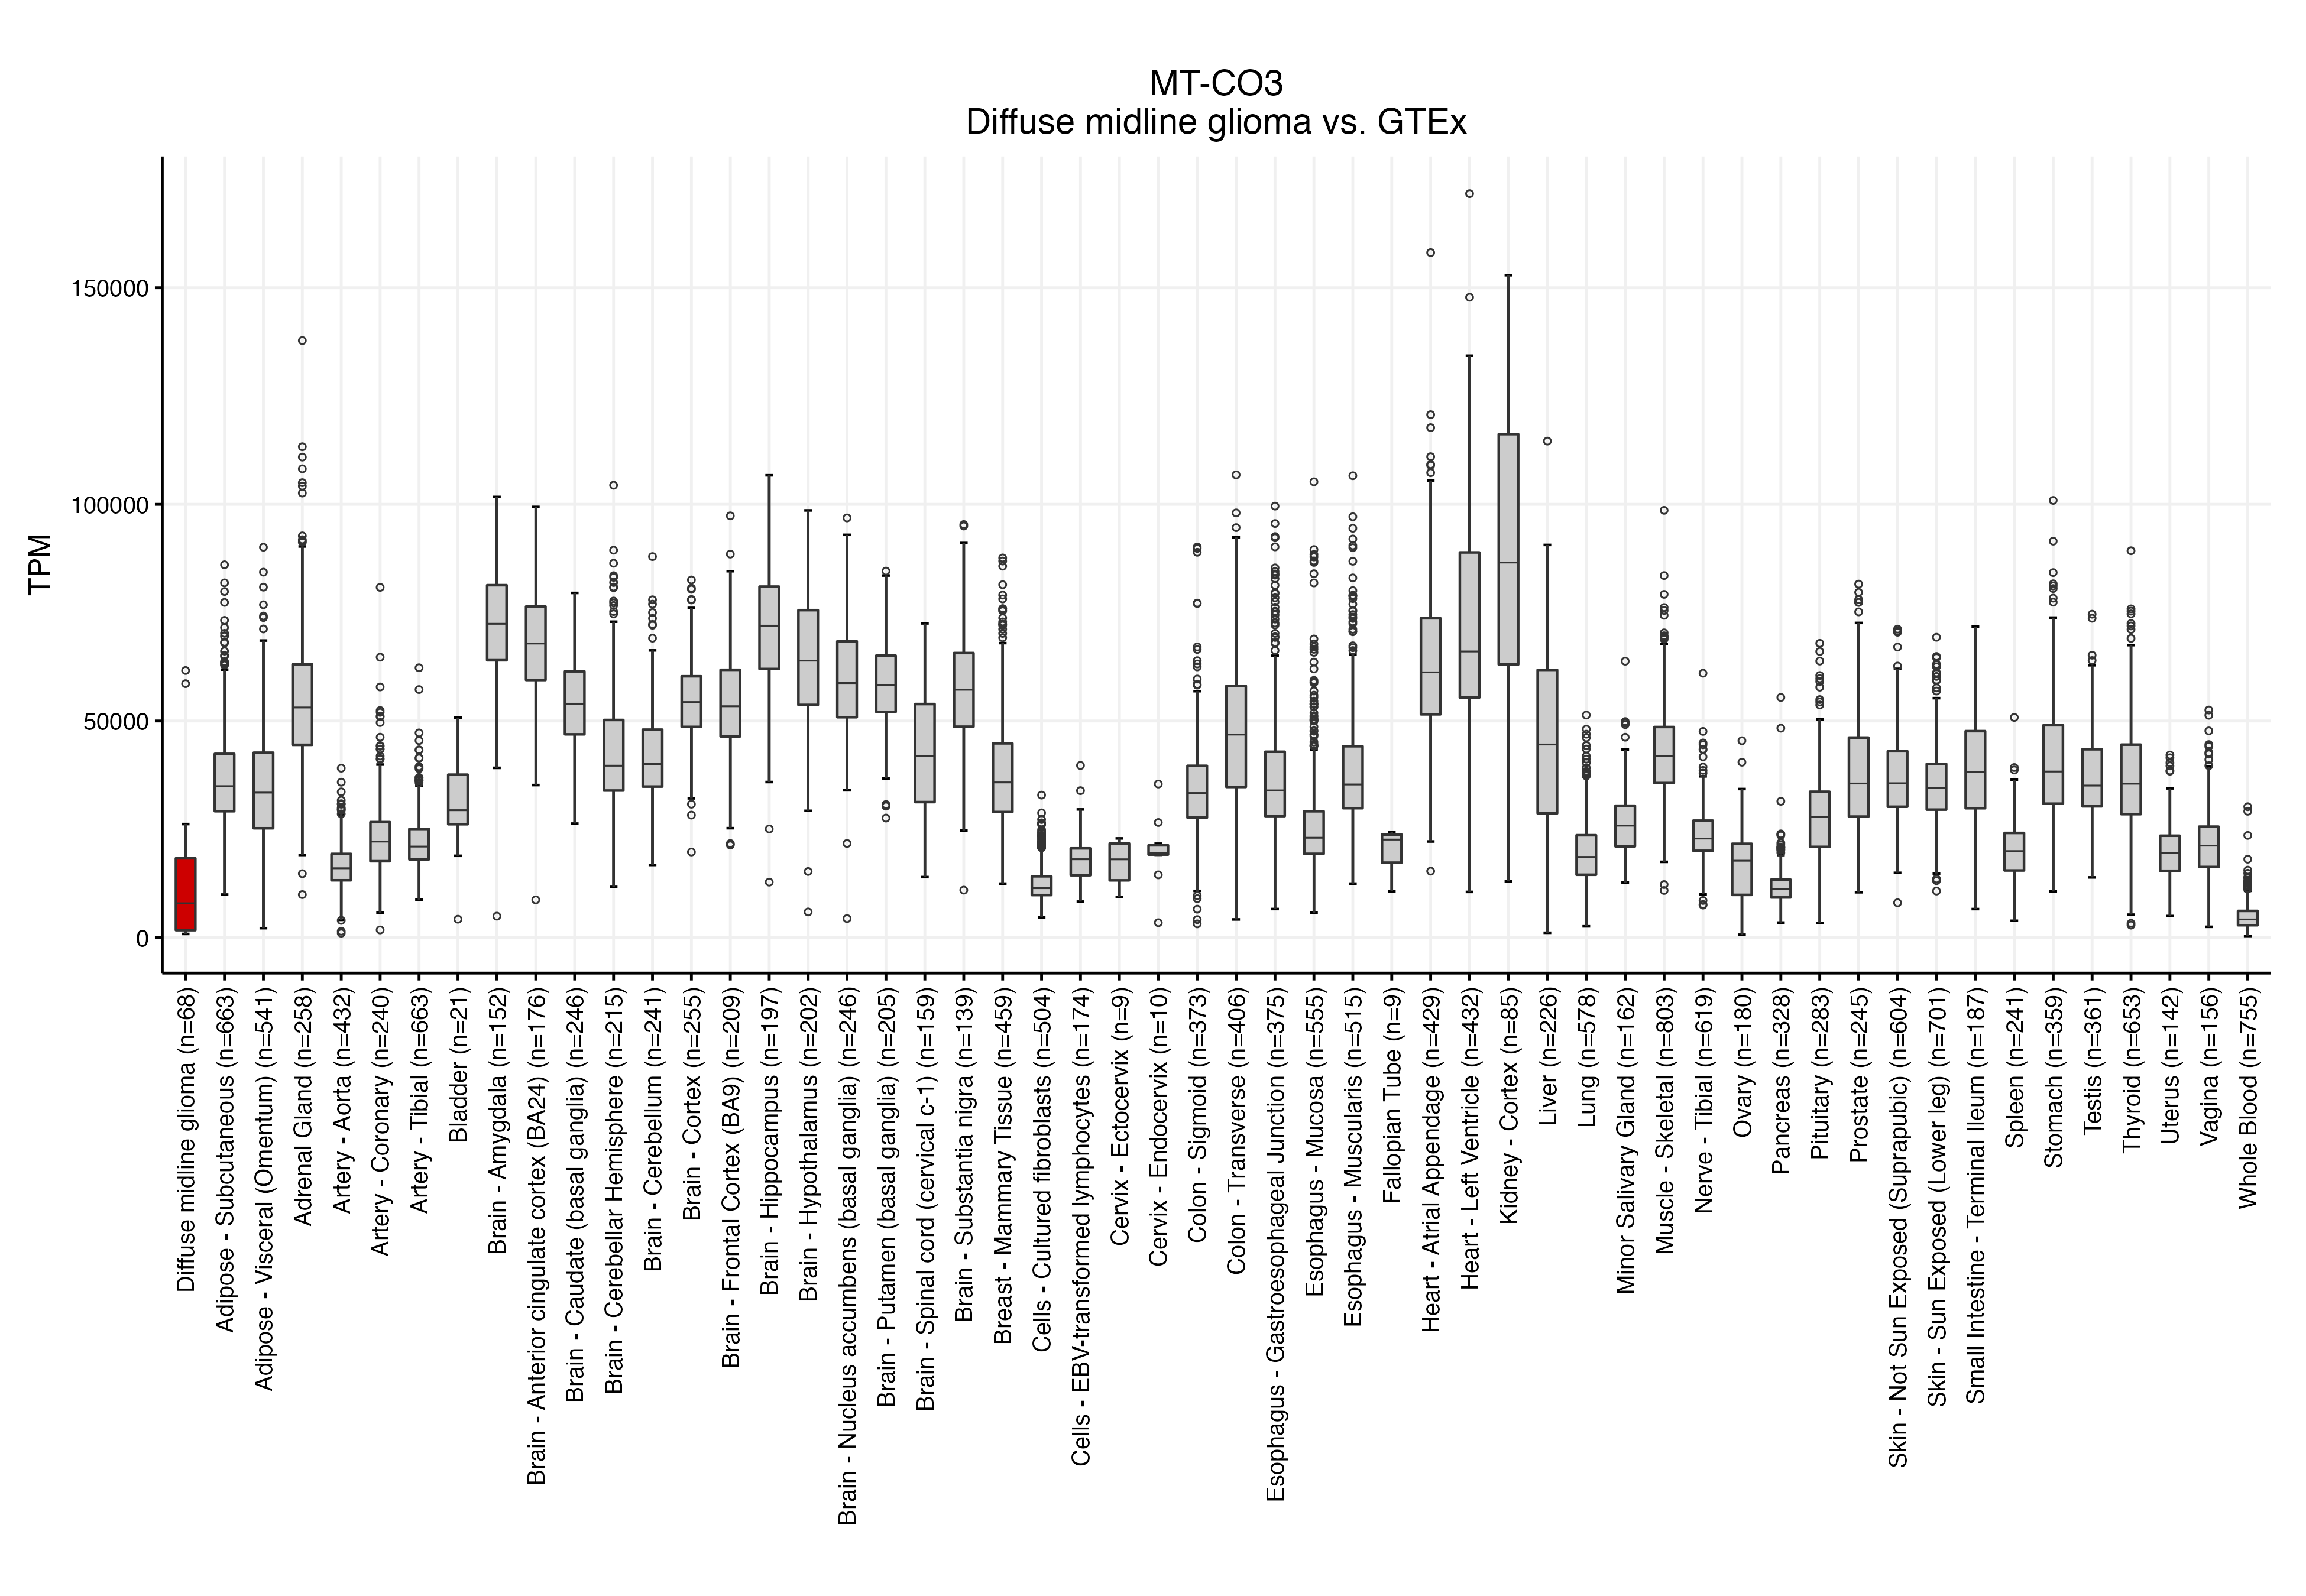 MT-CO3
Diffuse midline glioma vs. GTEx
TPM
150000
100000
50000
0
Diffuse midline glioma (n=68)
Adipose - Subcutaneous (n=663)
Adipose - Visceral (Omentum) (n=541)
Adrenal Gland (n=258)
Artery - Aorta (n=432)
Artery - Coronary (n=240)
Artery - Tibial (n=663)
Bladder (n=21)
Brain - Amygdala (n=152)
Brain - Anterior cingulate cortex (BA24) (n=176)
Brain - Caudate (basal ganglia) (n=246)
Brain - Cerebellar Hemisphere (n=215)
Brain - Cerebellum (n=241)
Brain - Cortex (n=255)
Brain - Frontal Cortex (BA9) (n=209)
Brain - Hippocampus (n=197)
Brain - Hypothalamus (n=202)
Brain - Nucleus accumbens (basal ganglia) (n=246)
Brain - Putamen (basal ganglia) (n=205)
Brain - Spinal cord (cervical c-1) (n=159)
Brain - Substantia nigra (n=139)
Breast - Mammary Tissue (n=459)
Cells - Cultured fibroblasts (n=504)
Cells - EBV-transformed lymphocytes (n=174)
Cervix - Ectocervix (n=9)
Cervix - Endocervix (n=10)
Colon - Sigmoid (n=373)
Colon - Transverse (n=406)
Esophagus - Gastroesophageal Junction (n=375)
Esophagus - Mucosa (n=555)
Esophagus - Muscularis (n=515)
Fallopian Tube (n=9)
Heart - Atrial Appendage (n=429)
Heart - Left Ventricle (n=432)
Kidney - Cortex (n=85)
Liver (n=226)
Lung (n=578)
Minor Salivary Gland (n=162)
Muscle - Skeletal (n=803)
Nerve - Tibial (n=619)
Ovary (n=180)
Pancreas (n=328)
Pituitary (n=283)
Prostate (n=245)
Skin - Not Sun Exposed (Suprapubic) (n=604)
Skin - Sun Exposed (Lower leg) (n=701)
Small Intestine - Terminal Ileum (n=187)
Spleen (n=241)
Stomach (n=359)
Testis (n=361)
Thyroid (n=653)
Uterus (n=142)
Vagina (n=156)
Whole Blood (n=755)